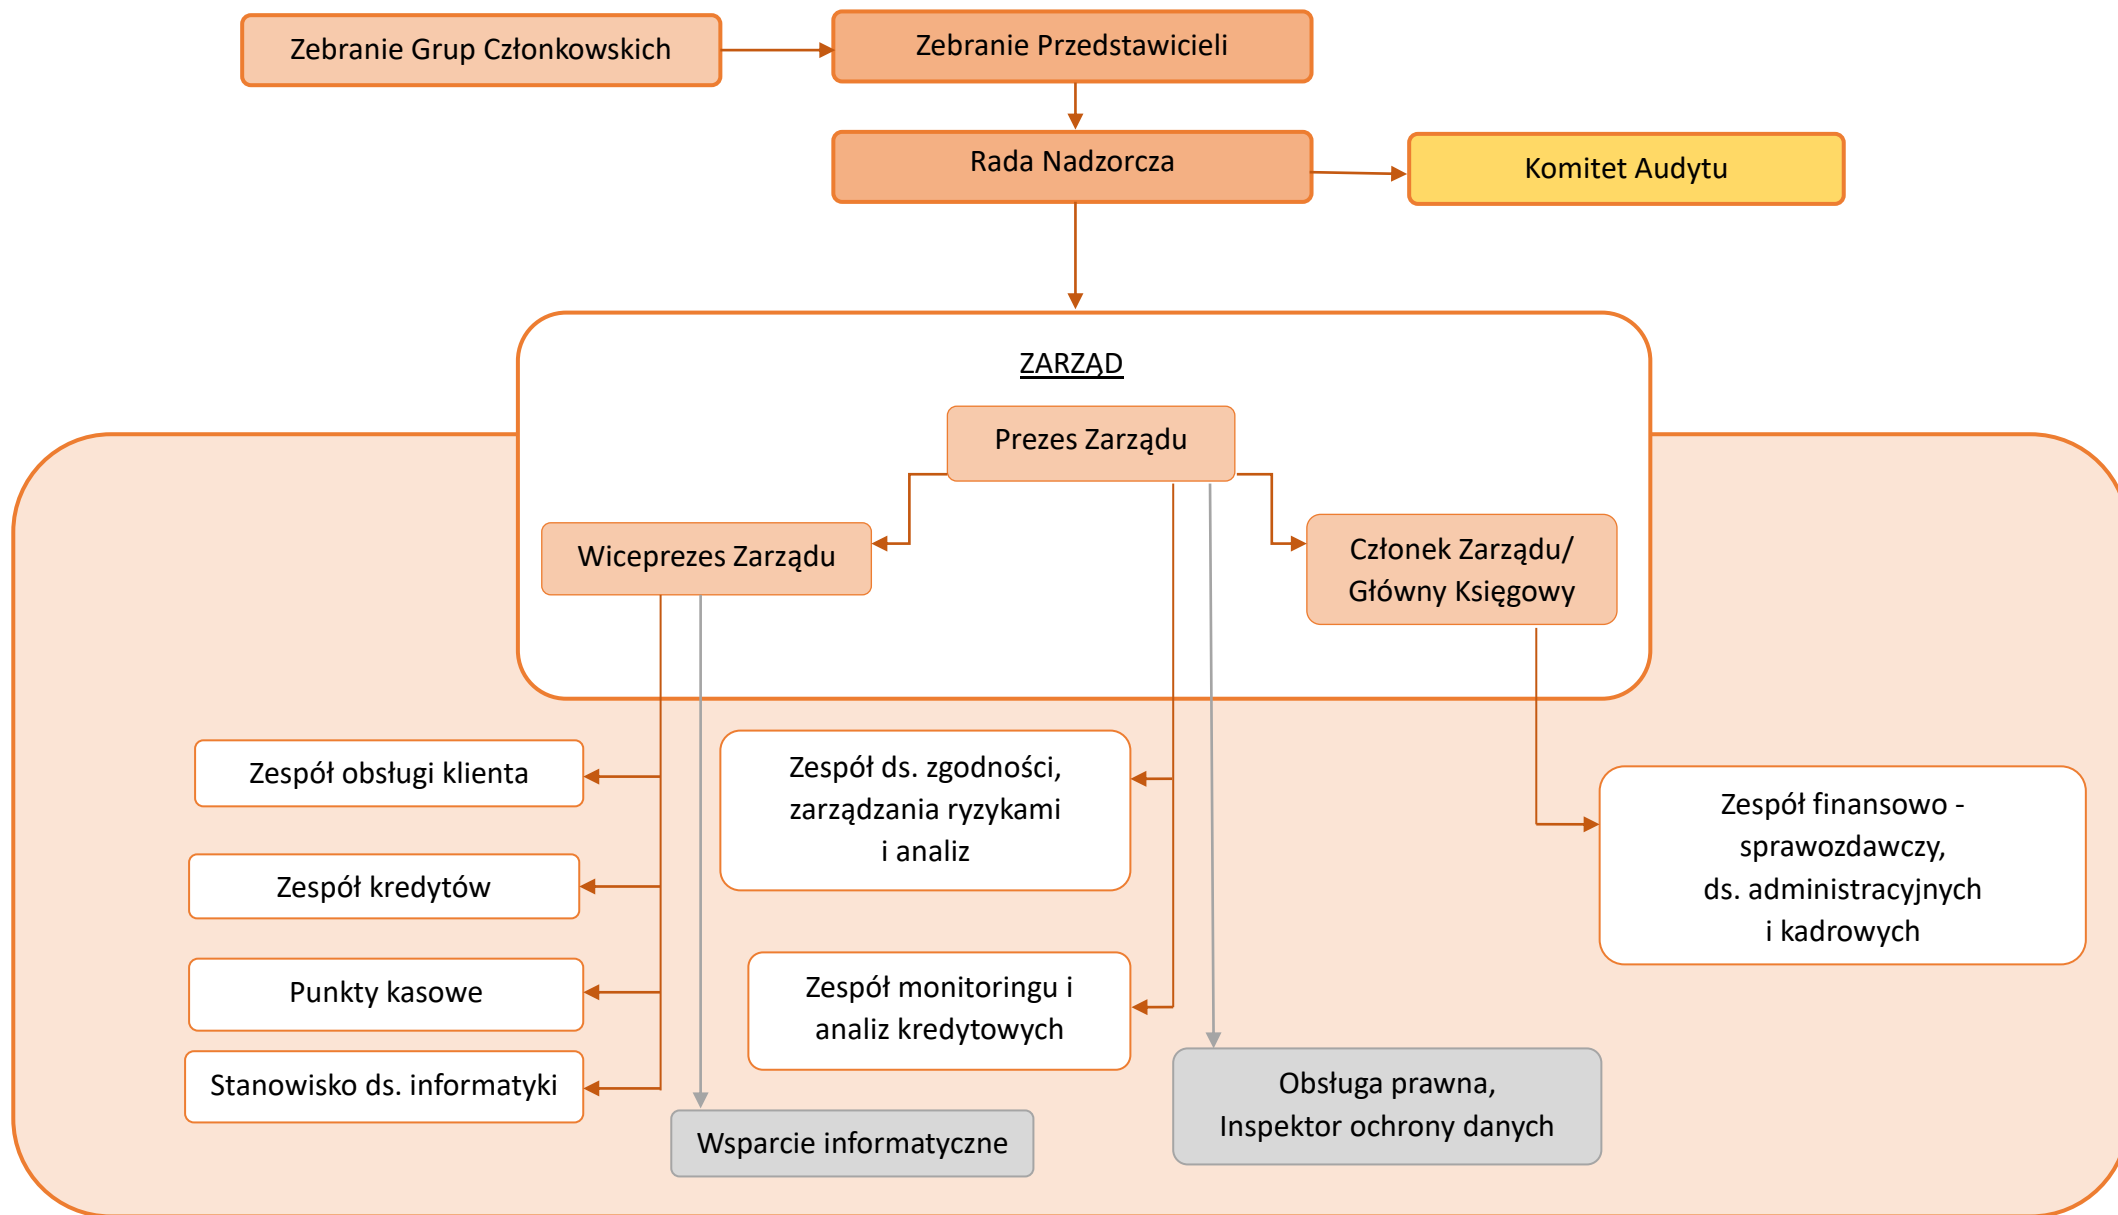 Zebranie Grup Członkowskich
Zebranie Przedstawicieli
Rada Nadzorcza
Komitet Audytu
ZARZĄD
Prezes Zarządu
Wiceprezes Zarządu
Członek Zarządu/
Główny Księgowy
Zespół obsługi klienta
Zespół kredytów
Punkty kasowe
Stanowisko ds. informatyki
Wsparcie informatyczne
Zespół ds. zgodności,
zarządzania ryzykami
i analiz
Zespół monitoringu i
analiz kredytowych
Obsługa prawna,
Inspektor ochrony danych
Zespół finansowo -
sprawozdawczy,
ds. administracyjnych
i kadrowych